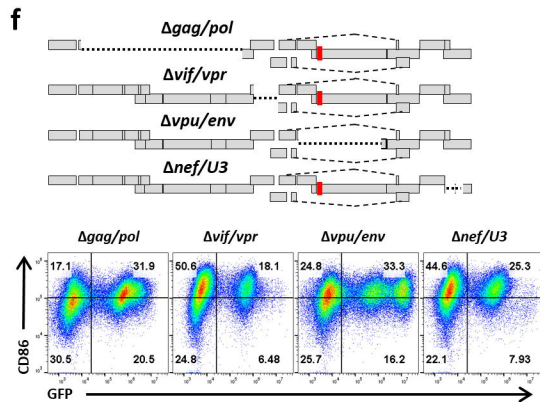 f
Δgag/pol
Δvif/vpr
Δvpu/env
Δnef/U3
Δgag/pol Δvif/vpr Δvpu/env Δnef/U3
17.1 31.9 50.6 18.1 24.8 33.3 44.6 25.3
30.5 20.5 24.8 6.48 25.7 16.2 22.1 7.93
CD86
GFP